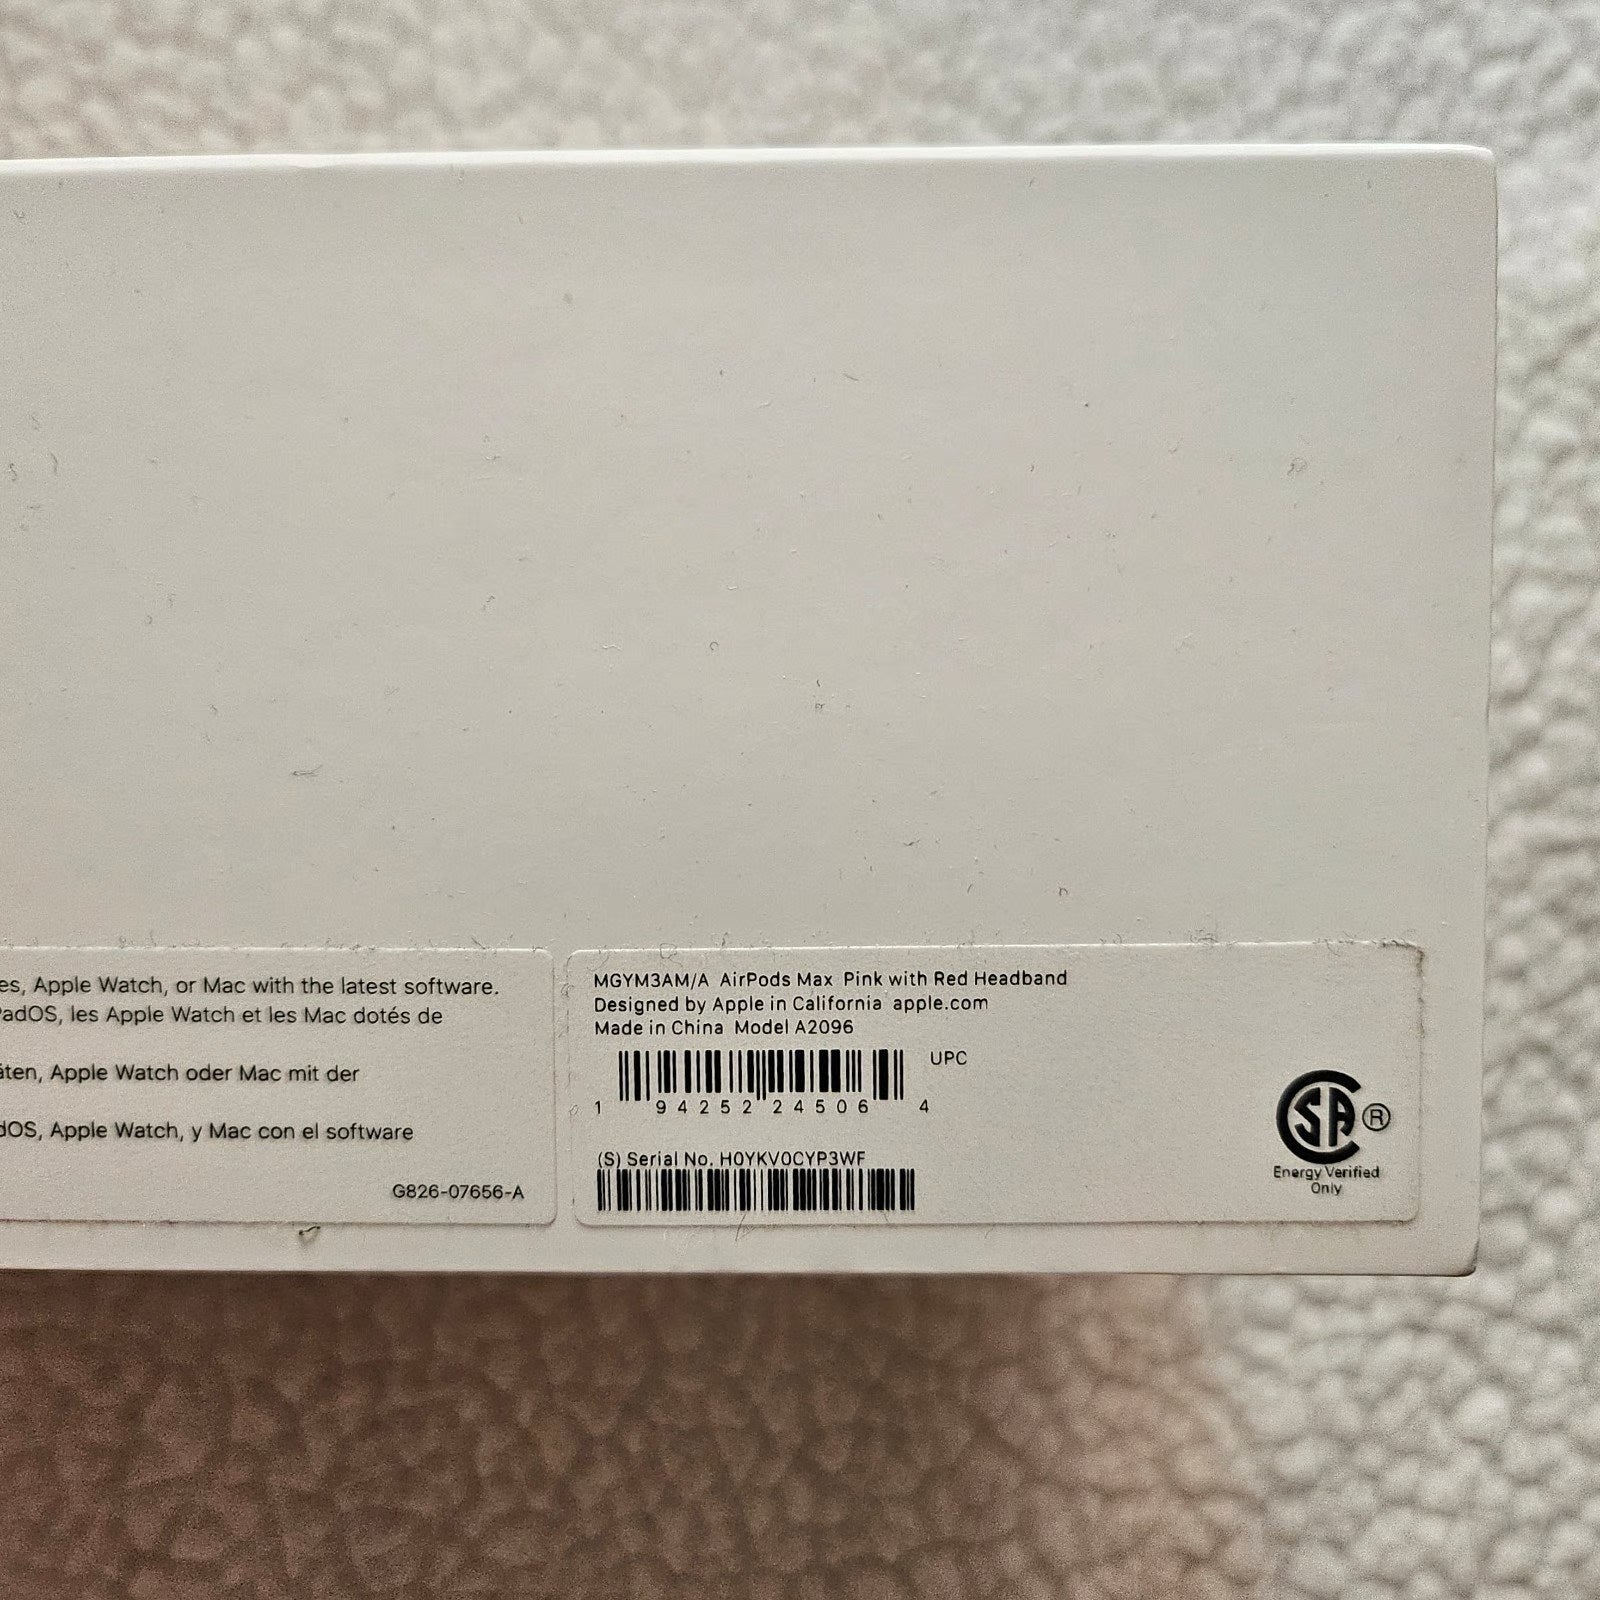 es, Apple Watch, or Mac with the latest software.
PadOS, les Apple Watch et les Mac dotés de
äten, Apple Watch oder Mac mit der
dOS, Apple Watch, y Mac con el software
G826-07656-A
MGYM3AM/A AirPods Max Pink with Red Headband
Designed by Apple in California apple.com
Made in China Model A2096
UPC
1 94252 24506 4
(S) Serial No. H0YKV0CYP3WF
CSA ®
Energy Verified
Only